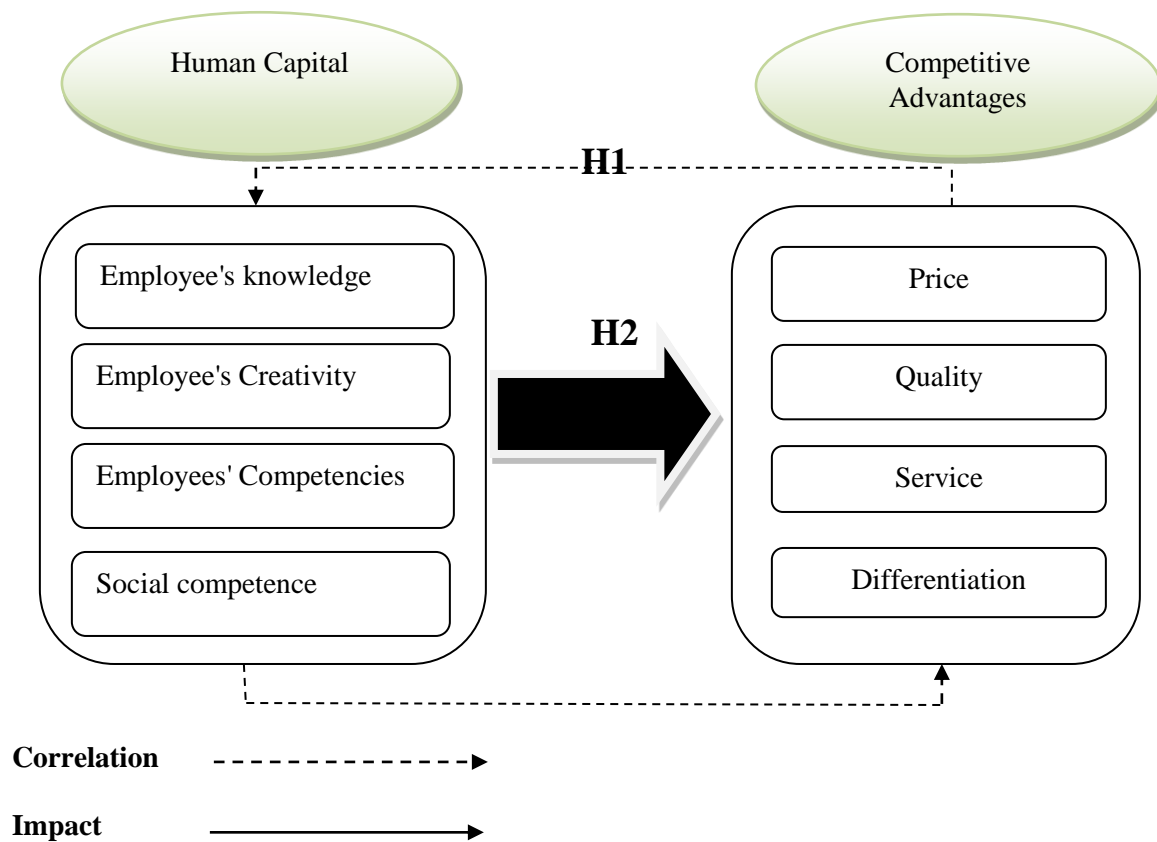 Human Capital
Competitive
Advantages
H1
Employee's knowledge
Employee's Creativity
Employees' Competencies
Social competence
H2
Price
Quality
Service
Differentiation
Correlation
Impact